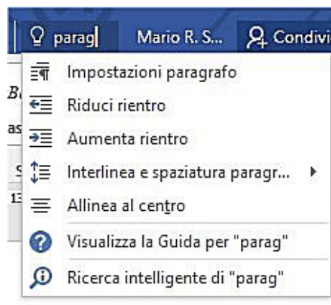 parag Mario R. S... Condivi
Impostazioni paragrafo
Riduci rientro
Aumenta rientro
Interlinea e spaziatura paragr...
Allinea al centro
Visualizza la Guida per "parag"
Ricerca intelligente di "parag"